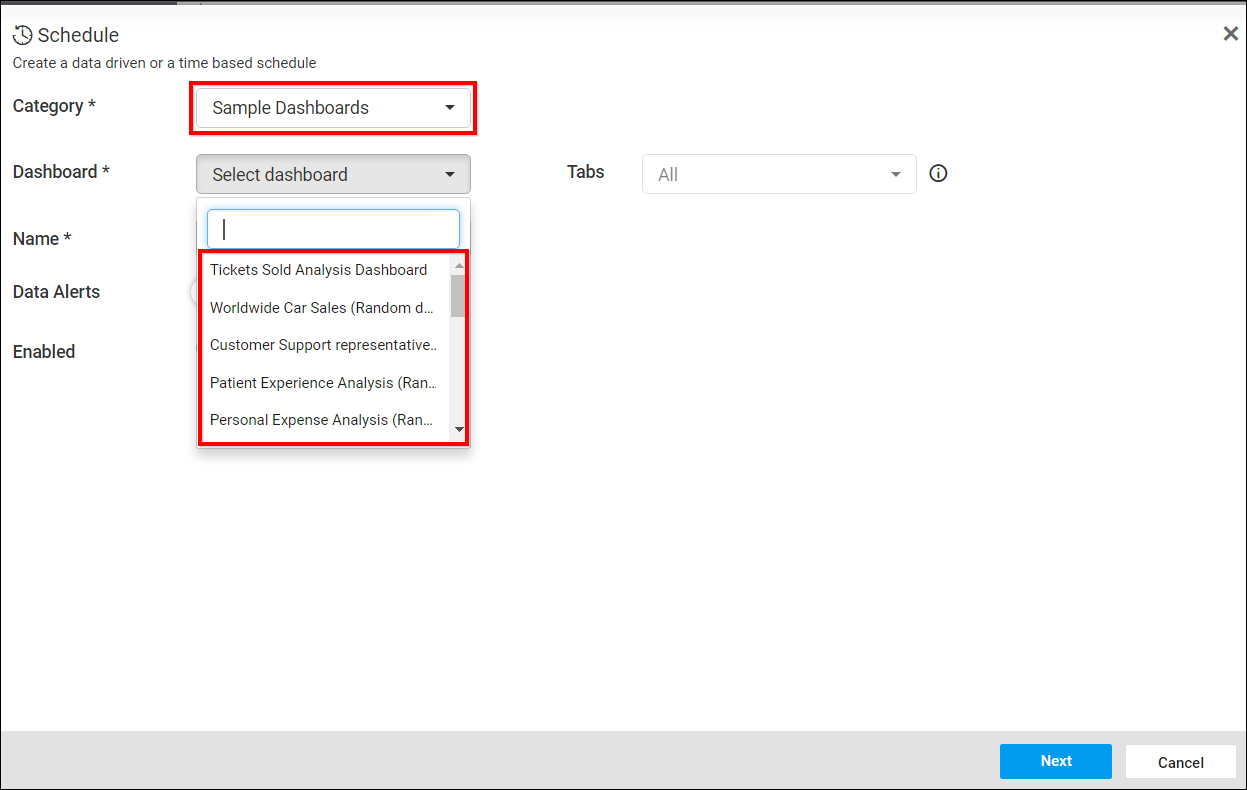 Schedule
Create a data driven or a time based schedule
Category *
Sample Dashboards
Dashboard *
Select dashboard
Tabs
All
Name *
Tickets Sold Analysis Dashboard
Data Alerts
Worldwide Car Sales (Random d...
Customer Support representative..
Enabled
Patient Experience Analysis (Ran...
Personal Expense Analysis (Ran...
Next
Cancel